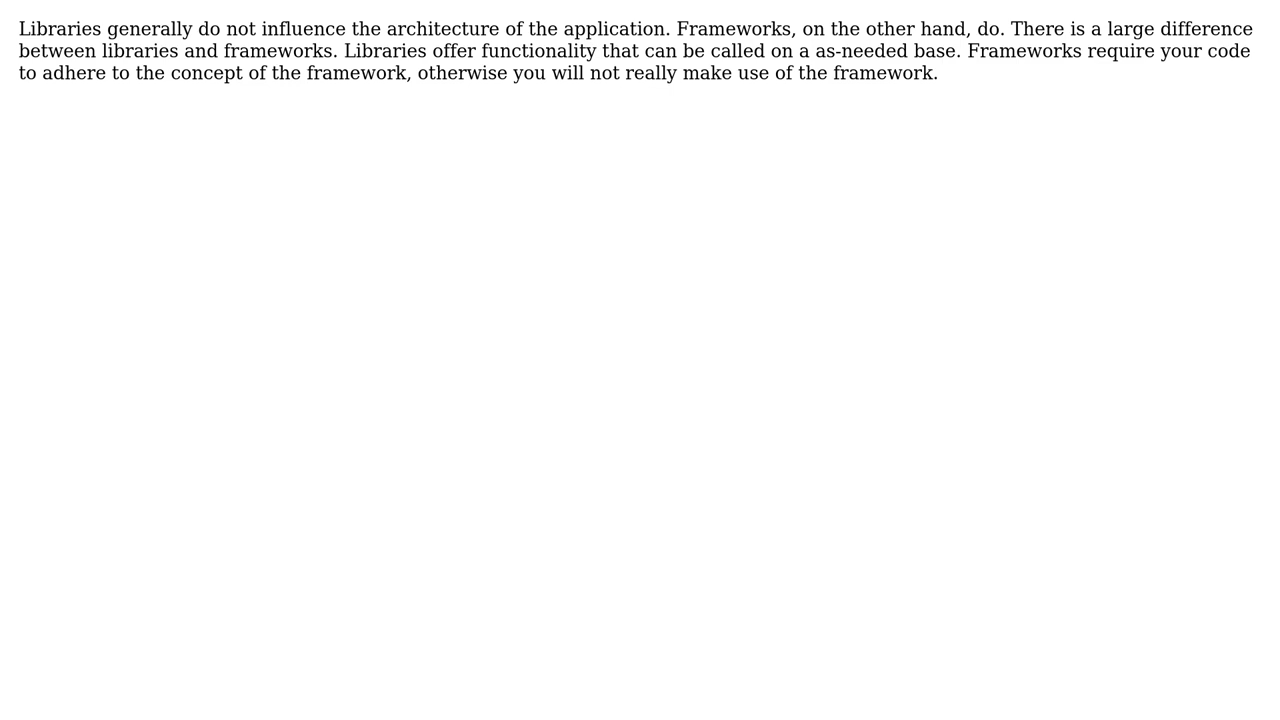 Libraries generally do not influence the architecture of the application. Frameworks, on the other hand, do. There is a large difference
between libraries and frameworks. Libraries offer functionality that can be called on a as-needed base. Frameworks require your code
to adhere to the concept of the framework, otherwise you will not really make use of the framework.